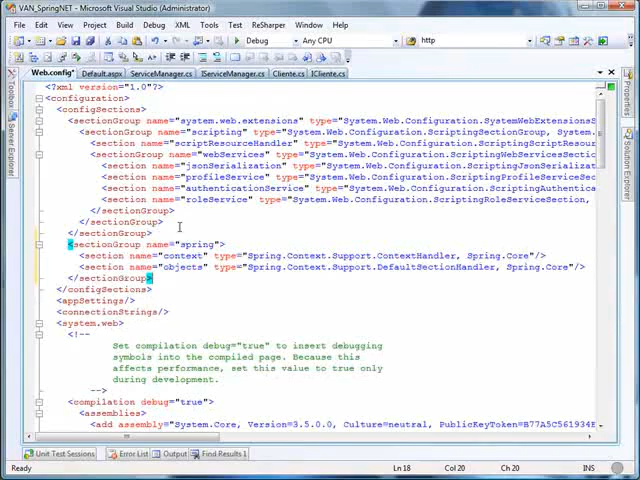 VAN_SpringNET - Microsoft Visual Studio
File Edit View Project Build Debug XML Tools Test ReSharper Window Help
Debug Any CPU http
Web.config* Default.aspx ServiceManager.cs IServiceManager.cs Cliente.cs ICliente.cs
Toolbox
Server Explorer
Properties
Solution Explorer
<?xml version="1.0"?>
<configuration>
<configSections>
<sectionGroup name="system.web.extensions" type="System.Web.Configuration.SystemWebExtensionsS
<sectionGroup name="scripting" type="System.Web.Configuration.ScriptingSectionGroup, System
<section name="scriptResourceHandler" type="System.Web.Configuration.ScriptingScriptResou
<sectionGroup name="webServices" type="System.Web.Configuration.ScriptingWebServicesSecti
<section name="jsonSerialization" type="System.Web.Configuration.ScriptingJsonSerializa
<section name="profileService" type="System.Web.Configuration.ScriptingProfileServiceSe
<section name="authenticationService" type="System.Web.Configuration.ScriptingAuthentic
<section name="roleService" type="System.Web.Configuration.ScriptingRoleServiceSection,
</sectionGroup>
</sectionGroup>
</sectionGroup>
<sectionGroup name="spring">
<section name="context" type="Spring.Context.Support.ContextHandler, Spring.Core"/>
<section name="objects" type="Spring.Context.Support.DefaultSectionHandler, Spring.Core"/>
</sectionGroup>
</configSections>
<appSettings/>
<connectionStrings/>
<system.web>
<!--
Set compilation debug="true" to insert debugging
symbols into the compiled page. Because this
affects performance, set this value to true only
during development.
-->
<compilation debug="true">
<assemblies>
<add assembly="System.Core, Version=3.5.0.0, Culture=neutral, PublicKeyToken=B77A5C561934E
Unit Test Sessions Error List Output Find Results 1
Ready Ln 18 Col 20 Ch 20 INS